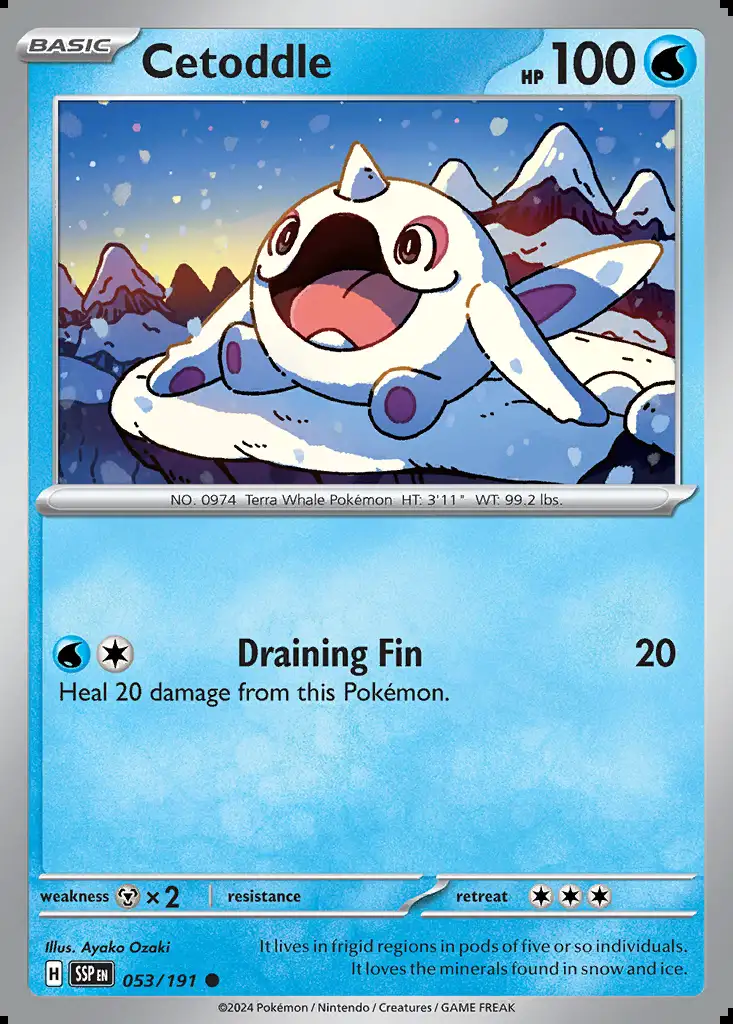 BASIC
Cetoddle
HP 100
NO. 0974 Terra Whale Pokémon HT: 3'11" WT: 99.2 lbs.
Draining Fin 20
Heal 20 damage from this Pokémon.
weakness ×2 resistance retreat
Illus. Ayako Ozaki
It lives in frigid regions in pods of five or so individuals.
It loves the minerals found in snow and ice.
H SSP EN 053/191
©2024 Pokémon / Nintendo / Creatures / GAME FREAK